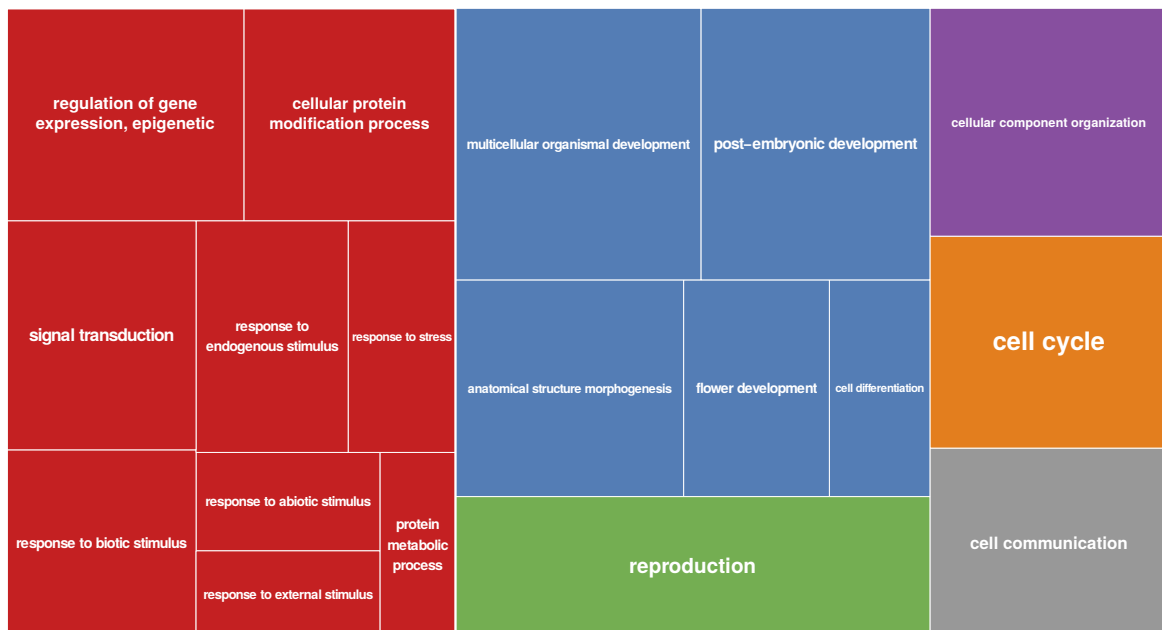 regulation of gene
expression, epigenetic
cellular protein
modification process
signal transduction
response to
endogenous stimulus
response to stress
response to biotic stimulus
response to abiotic stimulus
response to external stimulus
protein
metabolic
process
multicellular organismal development
post−embryonic development
anatomical structure morphogenesis
flower development
cell differentiation
reproduction
cellular component organization
cell cycle
cell communication